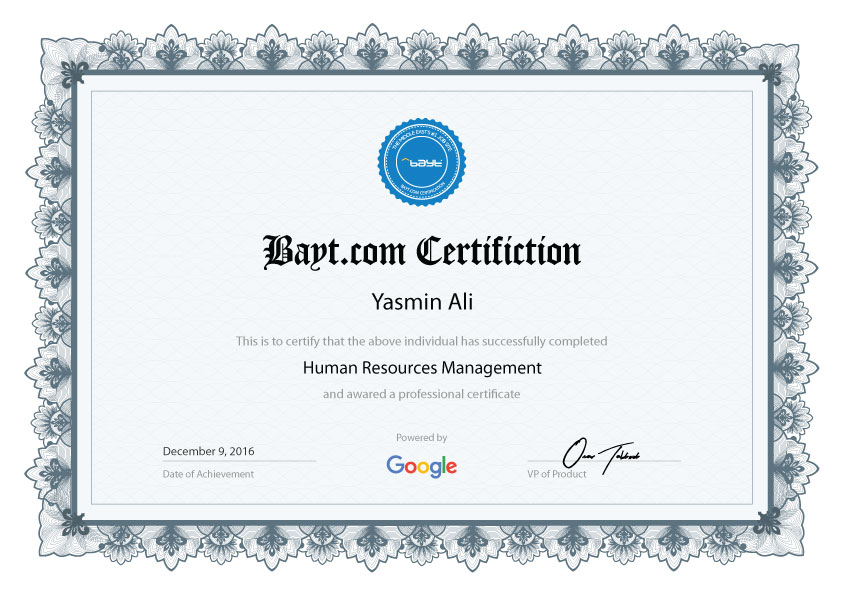 THE MIDDLE EAST'S #1 JOB SITE
bayt
BAYT.COM CERTIFICATION
Bayt.com Certifiction
Yasmin Ali
This is to certify that the above individual has successfully completed
Human Resources Management
and awared a professional certificate
Powered by
December 9, 2016
Google
Date of Achievement
VP of Product